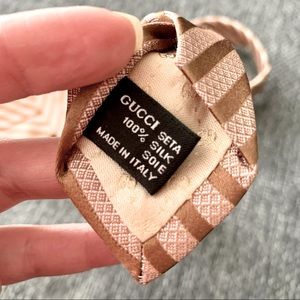 GUCCI
SETA
100% SILK
SOIE
MADE IN ITALY